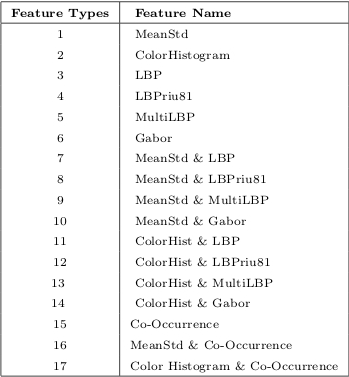 Feature Types Feature Name
1 MeanStd
2 ColorHistogram
3 LBP
4 LBPriu81
5 MultiLBP
6 Gabor
7 MeanStd & LBP
8 MeanStd & LBPriu81
9 MeanStd & MultiLBP
10 MeanStd & Gabor
11 ColorHist & LBP
12 ColorHist & LBPriu81
13 ColorHist & MultiLBP
14 ColorHist & Gabor
15 Co-Occurrence
16 MeanStd & Co-Occurrence
17 Color Histogram & Co-Occurrence